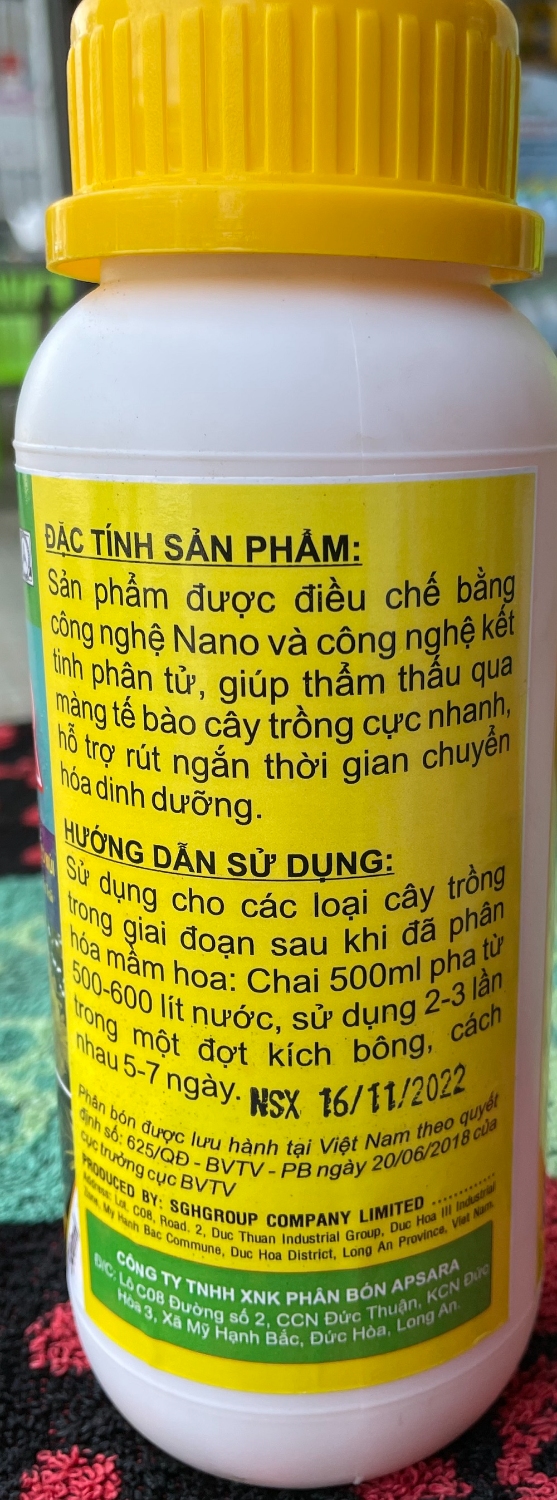 ĐẶC TÍNH SẢN PHẨM:
Sản phẩm được điều chế bằng
công nghệ Nano và công nghệ kết
tinh phân tử, giúp thẩm thấu qua
màng tế bào cây trồng cực nhanh,
hỗ trợ rút ngắn thời gian chuyển
hóa dinh dưỡng.
HƯỚNG DẪN SỬ DỤNG:
Sử dụng cho các loại cây trồng
trong giai đoạn sau khi đã phân
hóa mầm hoa: Chai 500ml pha từ
500-600 lít nước, sử dụng 2-3 lần
trong một đợt kích bông, cách
nhau 5-7 ngày. NSX 16/11/2022
Phân bón được lưu hành tại Việt Nam theo quyết
định số: 625/QĐ - BVTV - PB ngày 20/06/2018 của
cục trưởng cục BVTV
PRODUCED BY: SGHGROUP COMPANY LIMITED ............
Address: Lot. C08, Road. 2, Duc Thuan Industrial Group, Duc Hoa III Industrial
Zone, My Hanh Bac Commune, Duc Hoa District, Long An Province, Viet Nam.
CÔNG TY TNHH XNK PHÂN BÓN APSARA
Đ/C: Lô C08 Đường số 2, CCN Đức Thuận, KCN Đức
Hòa 3, Xã Mỹ Hạnh Bắc, Đức Hòa, Long An.